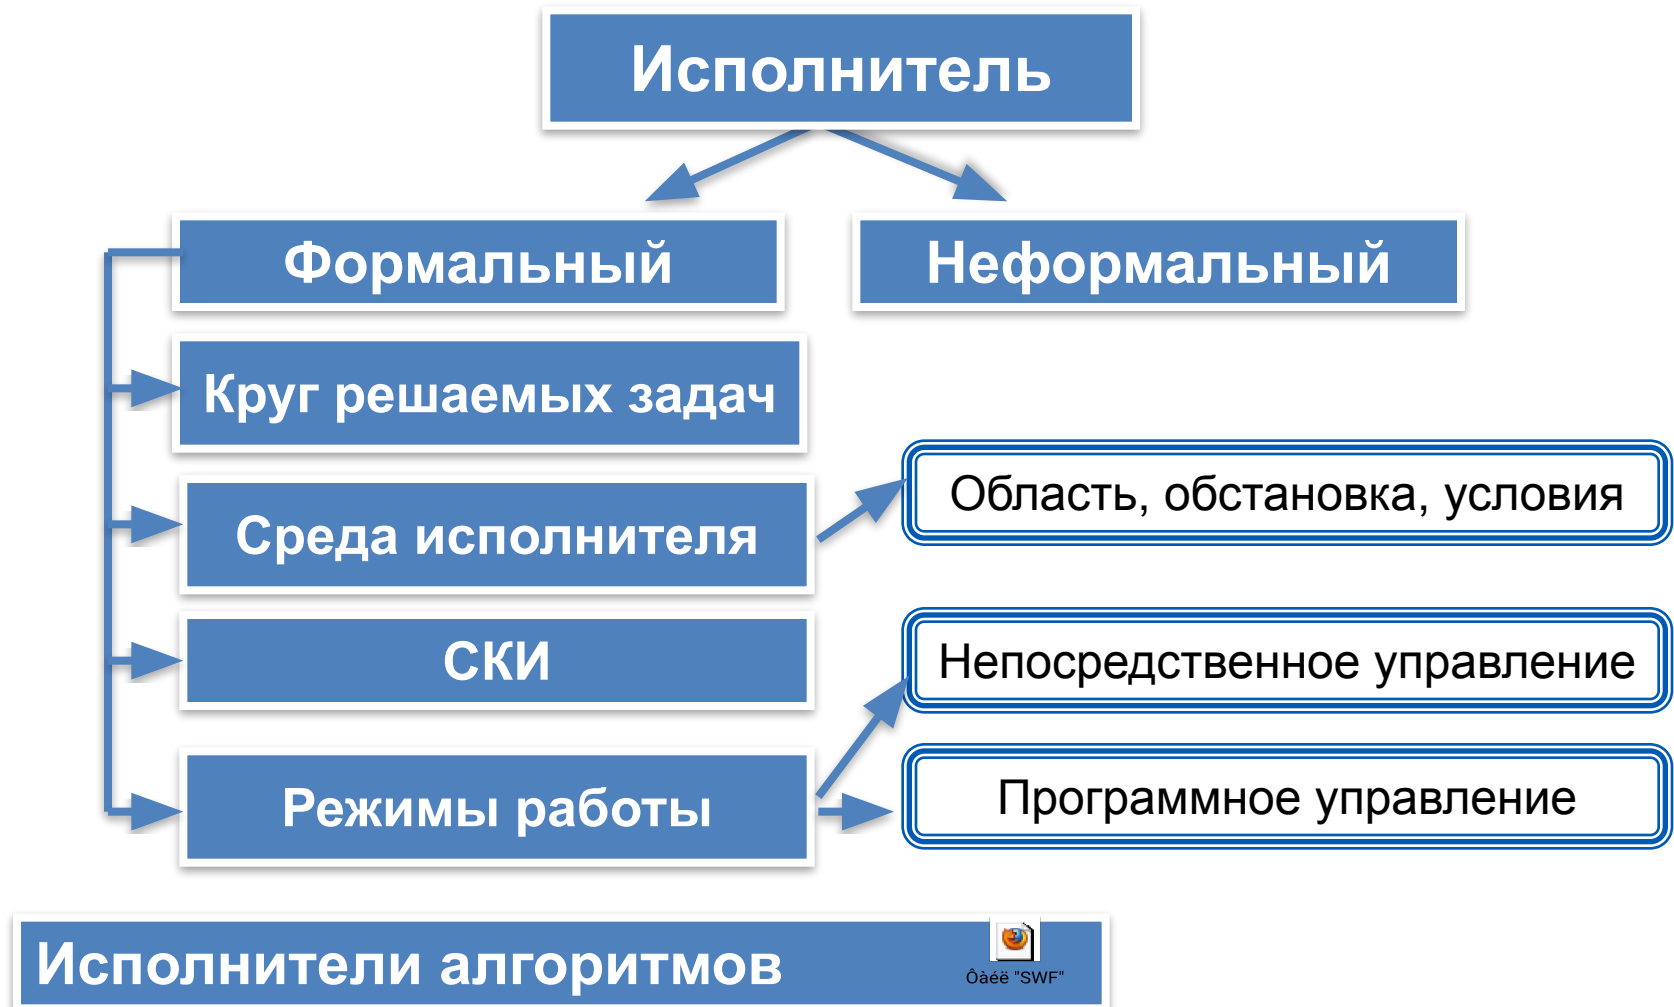 Исполнитель
Формальный
Неформальный
Круг решаемых задач
Среда исполнителя
Область, обстановка, условия
СКИ
Непосредственное управление
Режимы работы
Программное управление
Исполнители алгоритмов
Ôàéë "SWF"